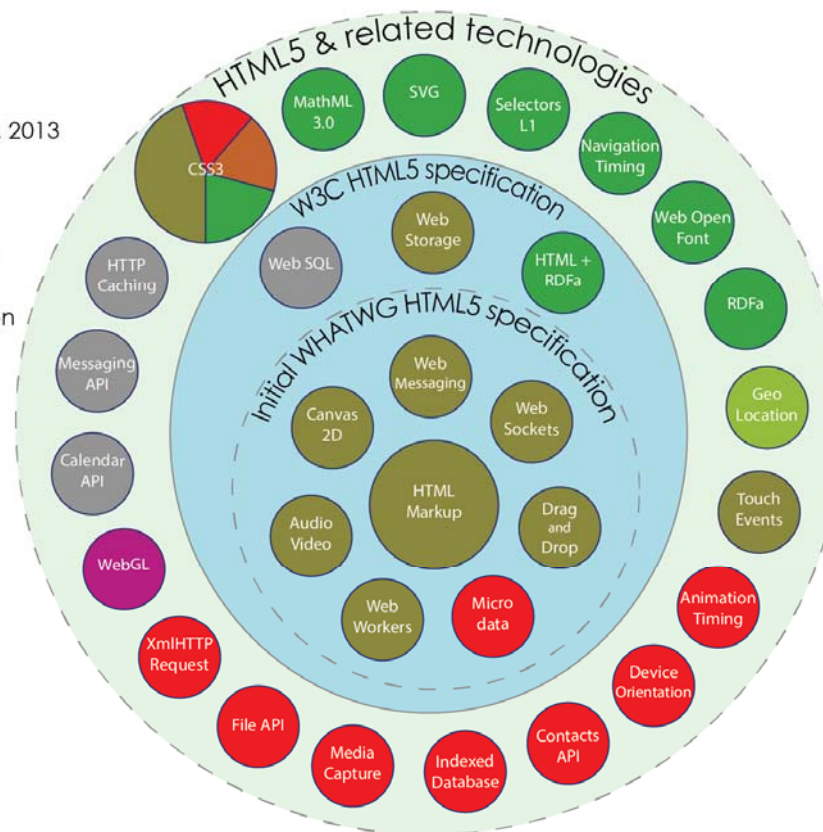 HTML5 & related technologies
, 2013
CSS3
MathML
3.0
SVG
Selectors
L1
Navigation
Timing
Web Open
Font
RDFa
Geo
Location
Touch
Events
Animation
Timing
Device
Orientation
Contacts
API
Indexed
Database
Media
Capture
File API
XmlHTTP
Request
WebGL
Calendar
API
Messaging
API
HTTP
Caching
W3C HTML5 specification
Web SQL
Web
Storage
HTML +
RDFa
Initial WHATWG HTML5 specification
Web
Messaging
Canvas
2D
Web
Sockets
HTML
Markup
Audio
Video
Drag
and
Drop
Web
Workers
Micro
data